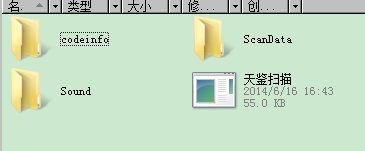 名. 类型 大小 修... 创...
codeinfo ScanData
Sound 天鉴扫描
2014/6/16 16:43
55.0 KB